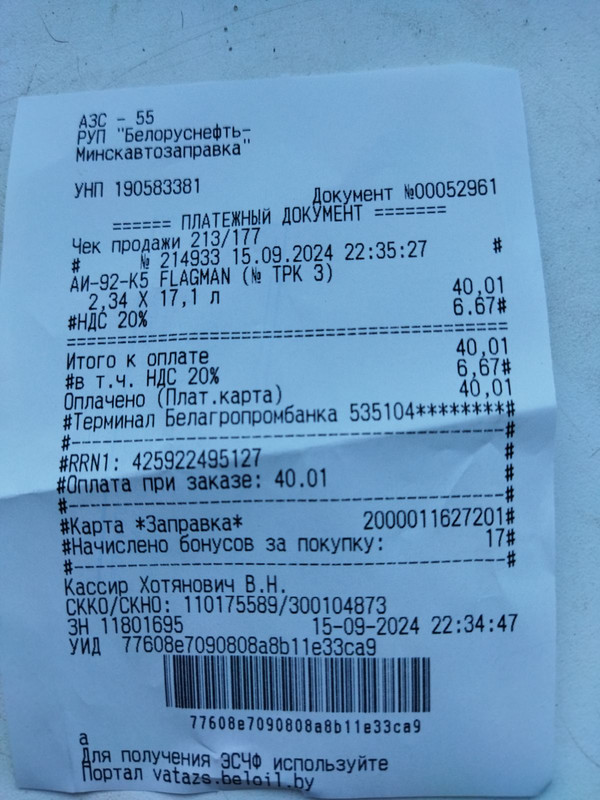 АЗС - 55
РУП "Белоруснефть-
Минскавтозаправка"
УНП 190583381
Документ №00052961
====== ПЛАТЕЖНЫЙ ДОКУМЕНТ =======
Чек продажи 213/177
# № 214933 15.09.2024 22:35:27 #
АИ-92-К5 FLAGMAN (№ ТРК 3)
2,34 X 17,1 л 40,01
#НДС 20% 6.67#
========================================
Итого к оплате 40,01
#в т.ч. НДС 20% 6,67#
Оплачено (Плат.карта) 40,01
#Терминал Белагропромбанка 535104********#
#--------------------------------------#
#RRN1: 425922495127 #
#Оплата при заказе: 40.01 #
#--------------------------------------#
#Карта *Заправка* 2000011627201#
#Начислено бонусов за покупку: 17#
#--------------------------------------#
Кассир Хотянович В.Н.
СККО/СКНО: 110175589/300104873
ЗН 11801695 15-09-2024 22:34:47
УИД 77608e7090808a8b11e33ca9
77608e7090808a8b11e33ca9
а
Для получения ЭСЧФ используйте
Портал vatazs.beloil.by